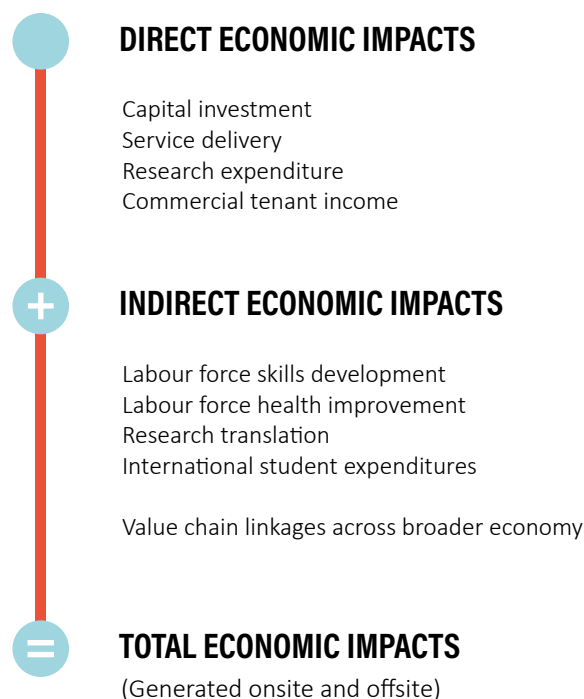 DIRECT ECONOMIC IMPACTS
Capital investment
Service delivery
Research expenditure
Commercial tenant income
+
INDIRECT ECONOMIC IMPACTS
Labour force skills development
Labour force health improvement
Research translation
International student expenditures
Value chain linkages across broader economy
=
TOTAL ECONOMIC IMPACTS
(Generated onsite and offsite)